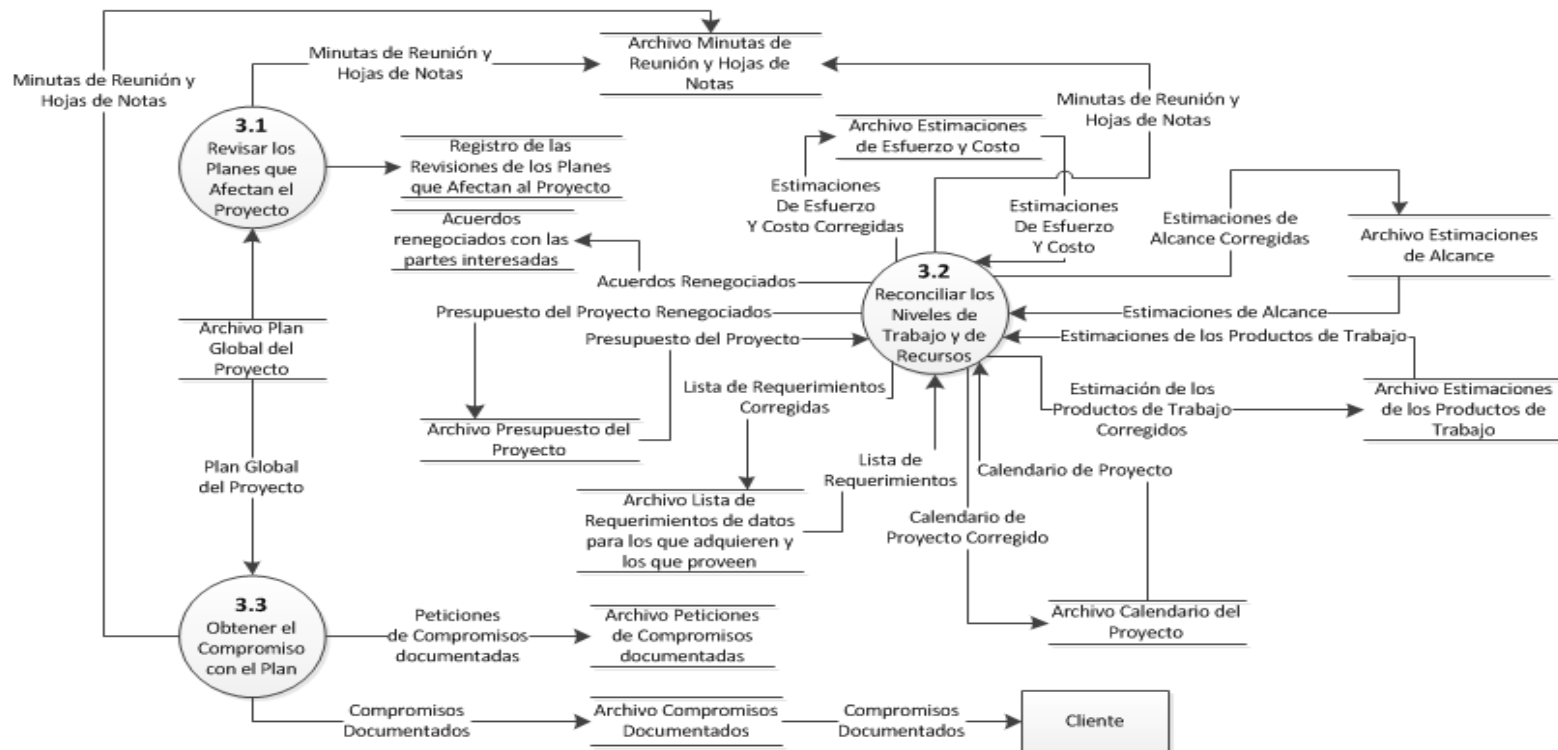 Minutas de Reunión y
Hojas de Notas
Minutas de Reunión y
Hojas de Notas
Archivo Minutas de
Reunión y Hojas de
Notas
Minutas de Reunión y
Hojas de Notas
3.1
Revisar los
Planes que
Afectan el
Proyecto
Registro de las
Revisiones de los Planes
que Afectan al Proyecto
Archivo Estimaciones
de Esfuerzo y Costo
Estimaciones
De Esfuerzo
Y Costo Corregidas
Estimaciones
De Esfuerzo
Y Costo
Estimaciones de
Alcance Corregidas
Archivo Estimaciones
de Alcance
Acuerdos
renegociados con las
partes interesadas
Acuerdos Renegociados
3.2
Reconciliar los
Niveles de
Trabajo y de
Recursos
Presupuesto del Proyecto Renegociados
Estimaciones de Alcance
Archivo Plan
Global del
Proyecto
Presupuesto del Proyecto
Estimaciones de los Productos de Trabajo
Lista de Requerimientos
Corregidas
Estimación de los
Productos de Trabajo
Corregidos
Archivo Estimaciones
de los Productos de
Trabajo
Archivo Presupuesto del
Proyecto
Plan Global
del Proyecto
Lista de
Requerimientos
Calendario de Proyecto
Archivo Lista de
Requerimientos de datos
para los que adquieren y
los que proveen
Calendario de
Proyecto Corregido
3.3
Obtener el
Compromiso
con el Plan
Peticiones
de Compromisos
documentadas
Archivo Peticiones
de Compromisos
documentadas
Archivo Calendario del
Proyecto
Compromisos
Documentados
Archivo Compromisos
Documentados
Compromisos
Documentados
Cliente